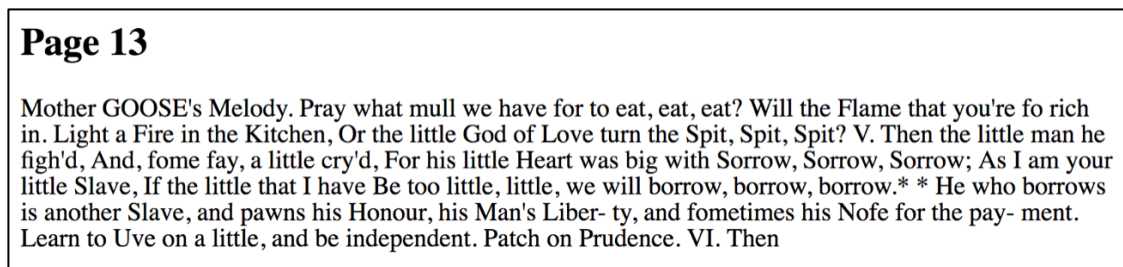 Page 13
Mother GOOSE's Melody. Pray what mull we have for to eat, eat, eat? Will the Flame that you're fo rich
in. Light a Fire in the Kitchen, Or the little God of Love turn the Spit, Spit, Spit? V. Then the little man he
figh'd, And, fome fay, a little cry'd, For his little Heart was big with Sorrow, Sorrow, Sorrow; As I am your
little Slave, If the little that I have Be too little, little, we will borrow, borrow, borrow.* * He who borrows
is another Slave, and pawns his Honour, his Man's Liber- ty, and fometimes his Nofe for the pay- ment.
Learn to Uve on a little, and be independent. Patch on Prudence. VI. Then